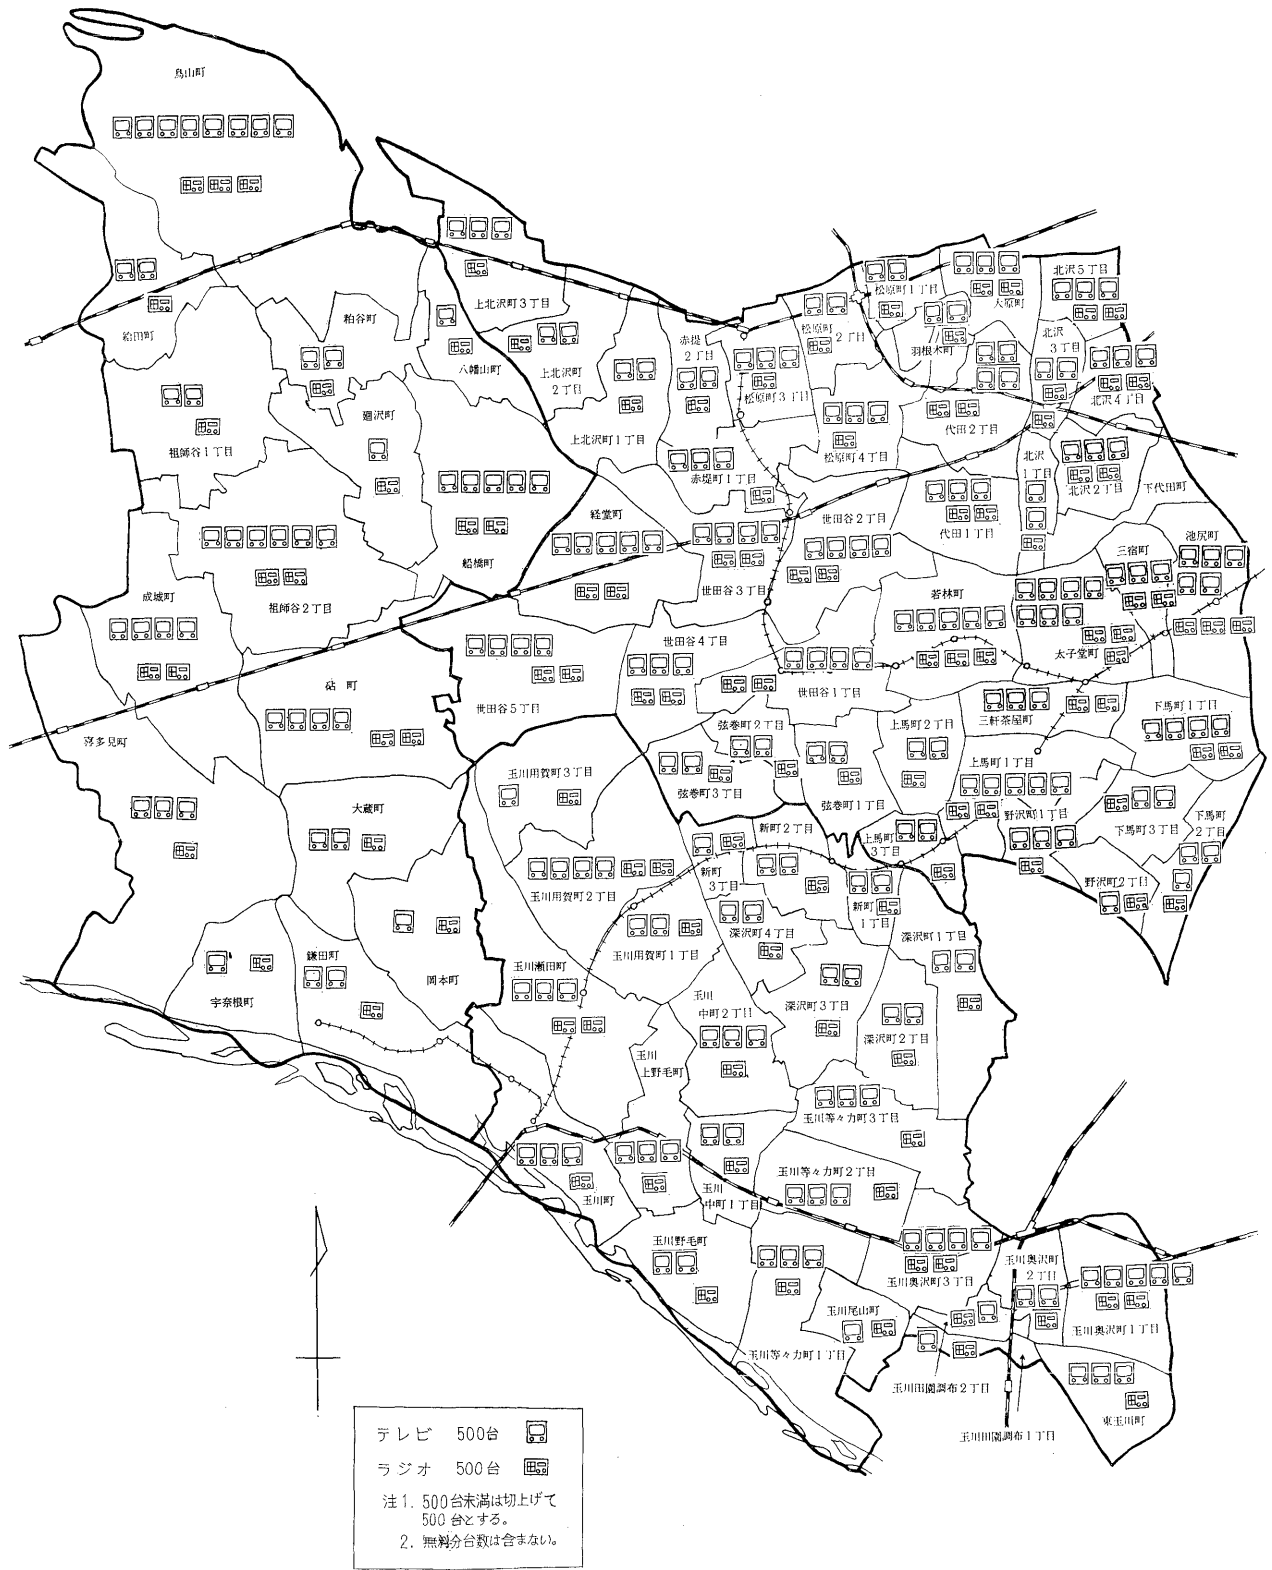 烏山町
給田町
粕谷町
上北沢町3丁目
八幡山町
上北沢町
2丁目
赤堤
2丁目
松原町
2丁目
松原町1丁目
大原町
北沢5丁目
羽根木町
北沢
3丁目
北沢4丁目
松原町3丁目
廻沢町
祖師谷1丁目
上北沢町1丁目
松原町4丁目
代田2丁目
赤堤町1丁目
北沢
1丁目
北沢2丁目
下代田町
経堂町
世田谷2丁目
代田1丁目
池尻町
三宿町
船橋町
世田谷3丁目
若林町
成城町
祖師谷2丁目
世田谷4丁目
太子堂町
砧 町
世田谷5丁目
世田谷1丁目
弦巻町2丁目
上馬町2丁目
三軒茶屋町
下馬町1丁目
喜多見町
玉川用賀町3丁目
弦巻町3丁目
弦巻町1丁目
上馬町1丁目
野沢町1丁目
下馬町3丁目
下馬町
2丁目
大蔵町
新町2丁目
上馬町
3丁目
新町
3丁目
玉川用賀町2丁目
野沢町2丁目
新町
1丁目
深沢町4丁目
深沢町1丁目
鎌田町
玉川瀬田町
玉川用賀町1丁目
宇奈根町
岡本町
玉川
中町2丁目
深沢町3丁目
深沢町2丁目
玉川
上野毛町
玉川等々力町3丁目
玉川等々力町2丁目
玉川町
玉川
中町1丁目
玉川野毛町
玉川奥沢町3丁目
玉川奥沢町
2丁目
玉川尾山町
玉川奥沢町1丁目
玉川等々力町1丁目
玉川田園調布2丁目
東玉川町
玉川田園調布1丁目
テレビ 500台
ラジオ 500台
注1. 500台未満は切上げて
500台とする。
2. 無料分台数は含まない。